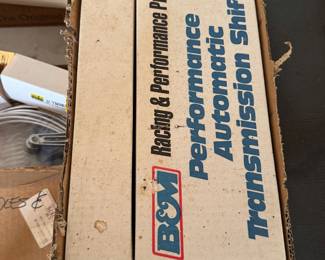 B&M Racing & Performance P
Performance
Automatic
Transmission Shif